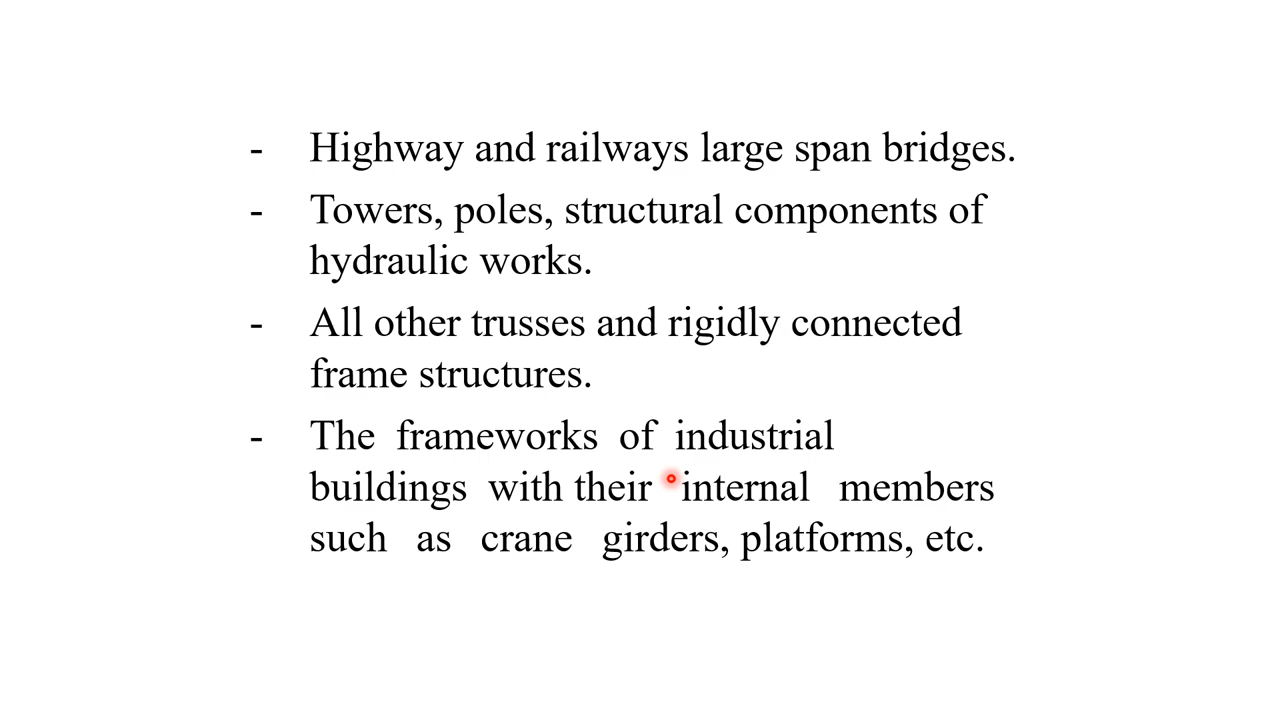 - Highway and railways large span bridges.
- Towers, poles, structural components of
hydraulic works.
- All other trusses and rigidly connected
frame structures.
- The frameworks of industrial
buildings with their internal members
such as crane girders, platforms, etc.